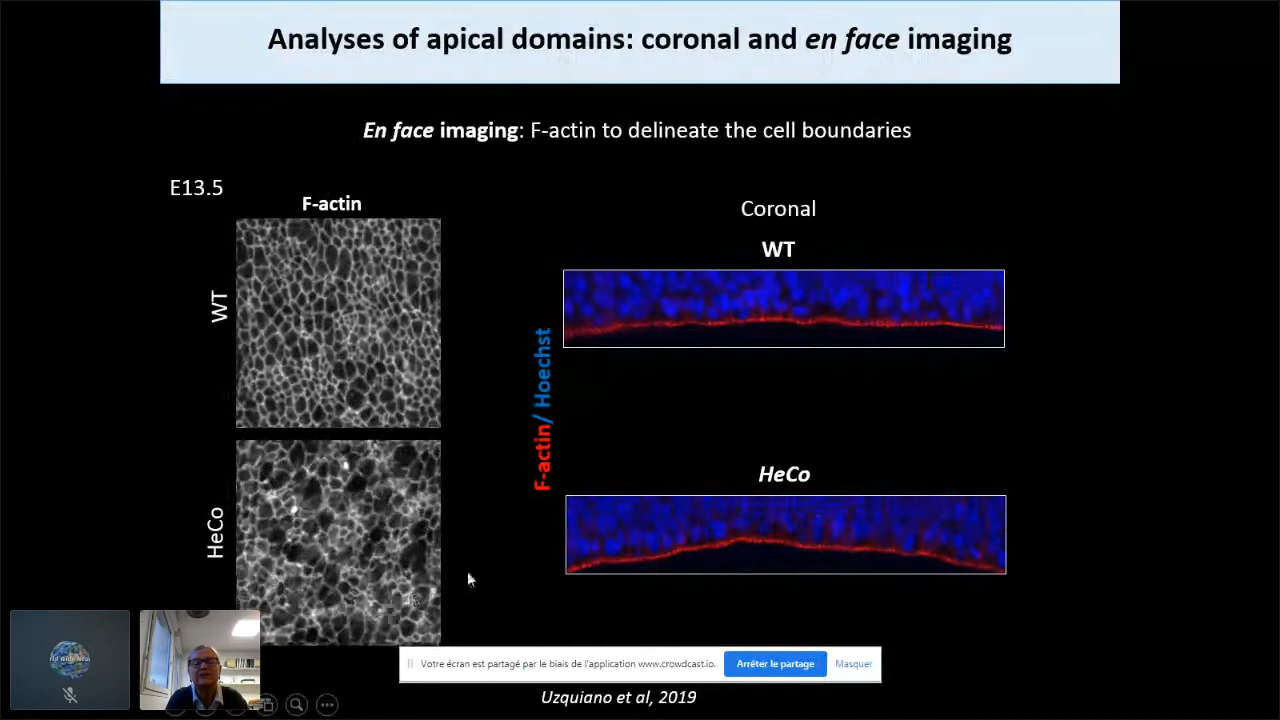 Analyses of apical domains: coronal and en face imaging
En face imaging: F-actin to delineate the cell boundaries
E13.5
F-actin
WT
HeCo
Coronal
WT
F-actin/ Hoechst
HeCo
Votre écran est partagé par le biais de l'application www.crowdcast.io.
Arrêter le partage
Masquer
Uzquiano et al, 2019